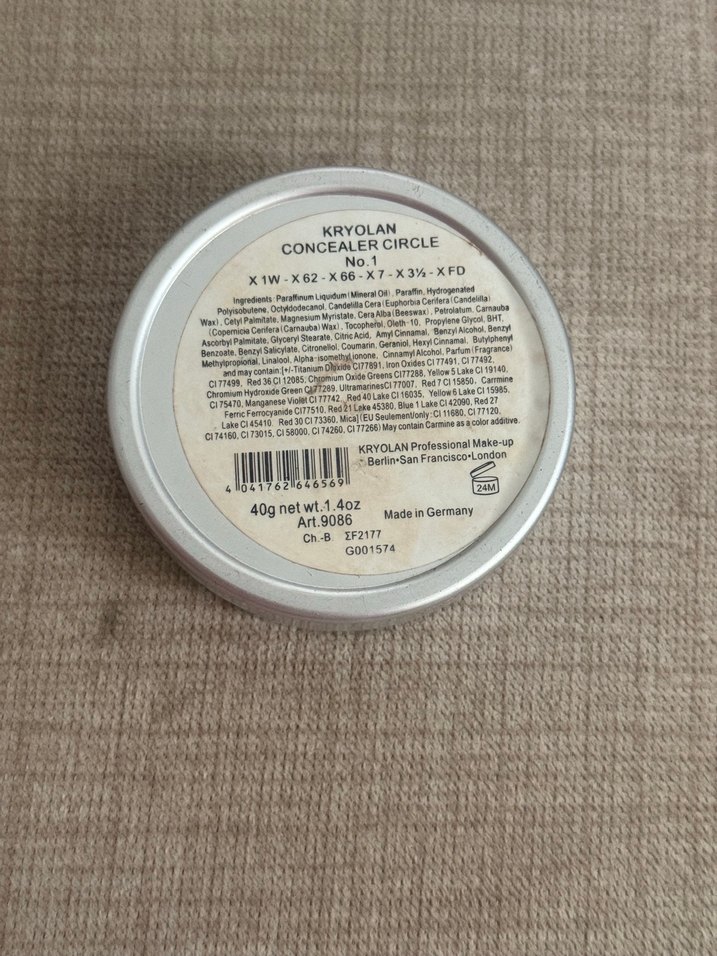 KRYOLAN
CONCEALER CIRCLE
No.1
X 1W - X 62 - X 66 - X 7 - X 3½ - X FD
Ingredients: Paraffinum Liquidum (Mineral Oil), Paraffin, Hydrogenated
Polyisobutene, Octyldodecanol, Candelilla Cera (Euphorbia Cerifera (Candelilla)
Wax), Cetyl Palmitate, Magnesium Myristate, Cera Alba (Beeswax), Petrolatum, Carnauba
(Copernicia Cerifera (Carnauba) Wax), Tocopherol, Oleth-10, Propylene Glycol, BHT,
Ascorbyl Palmitate, Glyceryl Stearate, Citric Acid, Amyl Cinnamal, Benzyl Alcohol, Benzyl
Benzoate, Benzyl Salicylate, Citronellol, Coumarin, Geraniol, Hexyl Cinnamal, Butylphenyl
Methylpropional, Linalool, Alpha-isomethyl ionone, Cinnamyl Alcohol, Parfum (Fragrance)
and may contain:[+/-Titanium Dioxide CI77891, Iron Oxides CI 77491, CI 77492,
CI 77499, Red 36 CI 12085, Chromium Oxide Greens CI77288, Yellow 5 Lake CI 19140,
Chromium Hydroxide Green CI77289, Ultramarines CI 77007, Red 7 CI 15850, Carrmine
CI 75470, Manganese Violet CI 77742, Red 40 Lake CI 16035, Yellow 6 Lake CI 15985,
Ferric Ferrocyanide CI77510, Red 21 Lake 45380, Blue 1 Lake CI 42090, Red 27
Lake CI 45410, Red 30 CI 73360, Mica] (EU Seulement/only: CI 11680, CI 77120,
CI 74160, CI 73015, CI 58000, CI 74260, CI 77266) May contain Carmine as a color additive.
KRYOLAN Professional Make-up
Berlin•San Francisco•London
4 041762 646569
24M
40g net wt.1.4oz
Art.9086
Made in Germany
Ch.-B ΣF2177
G001574